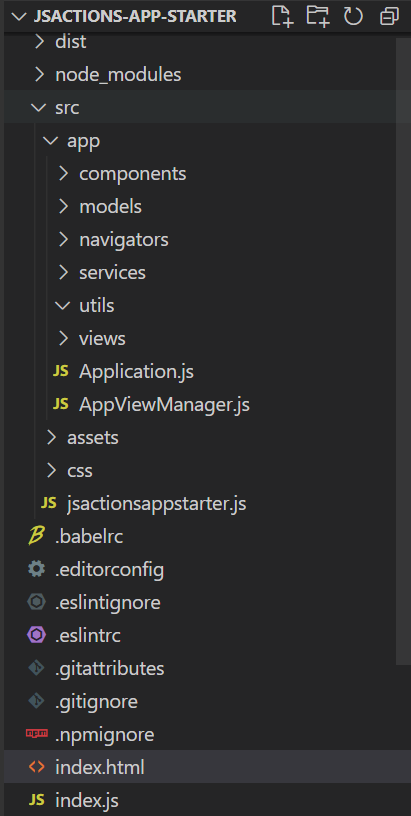 JSACTIONS-APP-STARTER
dist
node_modules
src
app
components
models
navigators
services
utils
views
JS Application.js
JS AppViewManager.js
assets
css
JS jsactionsappstarter.js
.babelrc
.editorconfig
.eslintignore
.eslintrc
.gitattributes
.gitignore
npm .npmignore
index.html
JS index.js